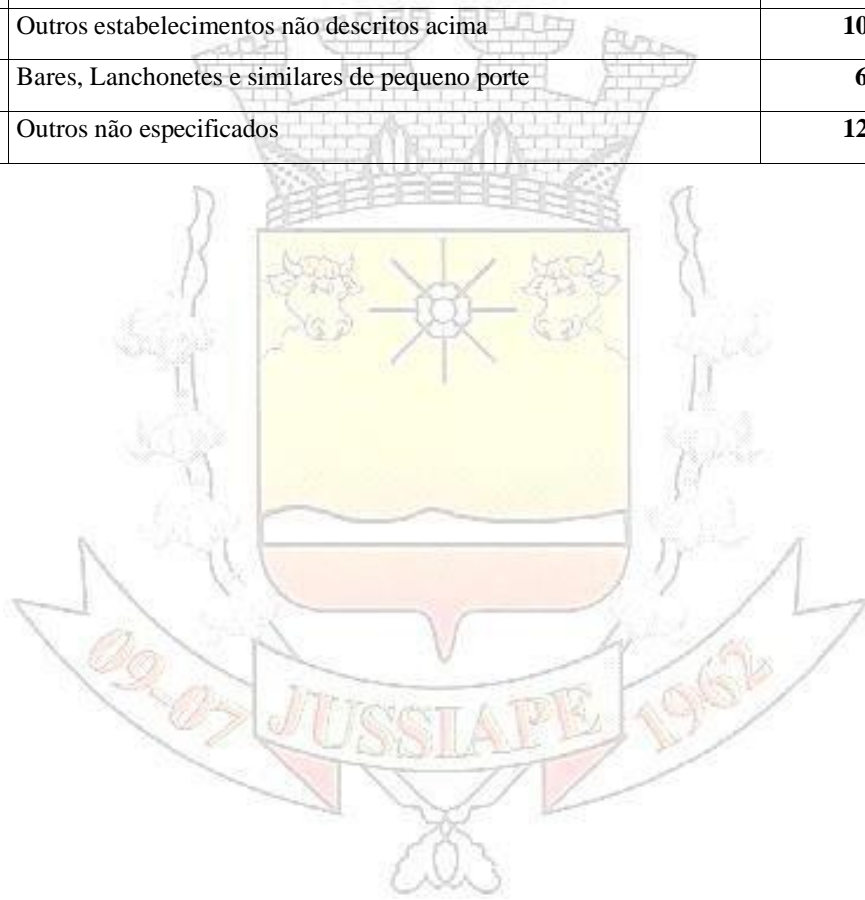 Outros estabelecimentos não descritos acima 10
Bares, Lanchonetes e similares de pequeno porte 6
Outros não especificados 12
09-07 JUSSIAPE 1962